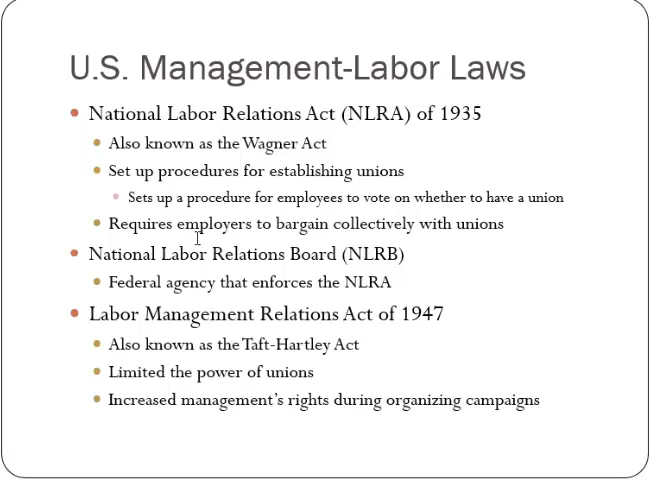 U.S. Management-Labor Laws
National Labor Relations Act (NLRA) of 1935
Also known as the Wagner Act
Set up procedures for establishing unions
Sets up a procedure for employees to vote on whether to have a union
Requires employers to bargain collectively with unions
National Labor Relations Board (NLRB)
Federal agency that enforces the NLRA
Labor Management Relations Act of 1947
Also known as the Taft-Hartley Act
Limited the power of unions
Increased management’s rights during organizing campaigns